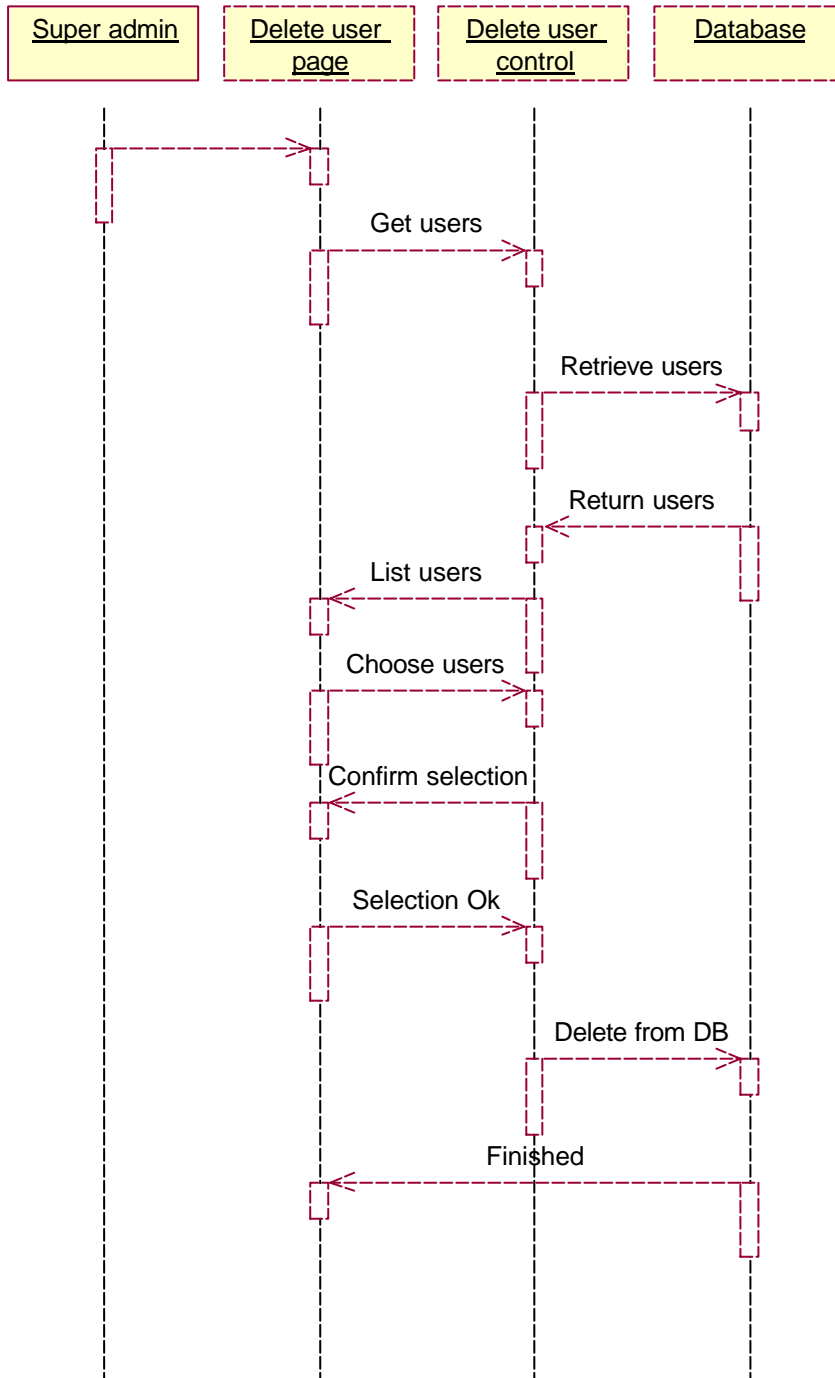 Super admin
Delete user
page
Delete user
control
Database
Get users
Retrieve users
Return users
List users
Choose users
Confirm selection
Selection Ok
Delete from DB
Finished